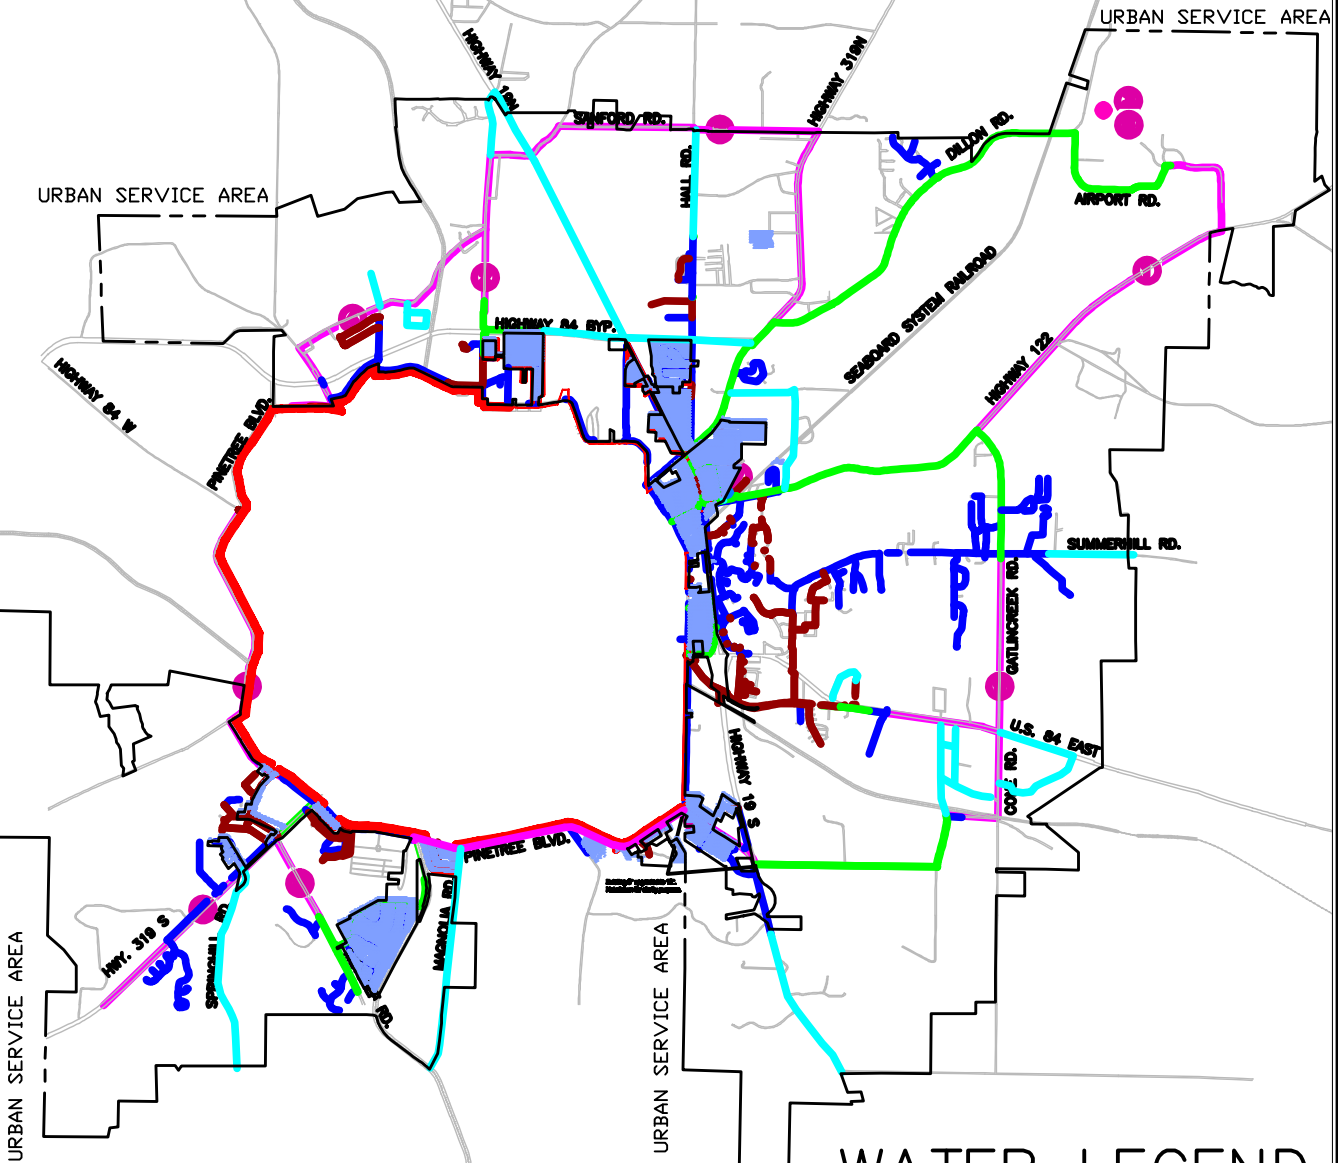 URBAN SERVICE AREA
HIGHWAY 19N
HIGHWAY 319N
SANFORD RD.
DILLON RD.
HALL RD.
URBAN SERVICE AREA
AIRPORT RD.
SEABOARD SYSTEM RAILROAD
HIGHWAY 84 BYP.
HIGHWAY 122
HIGHWAY 84 W
PINETREE BLVD.
SUMMERHILL RD.
GATLINCREEK RD.
U.S. 84 EAST
HIGHWAY 19 S
RD.
PINETREE BLVD.
MAGNOLIA RD.
HWY. 319 S
SPRINGHILL RD.
RD.
URBAN SERVICE AREA
URBAN SERVICE AREA
WATER LEGEND